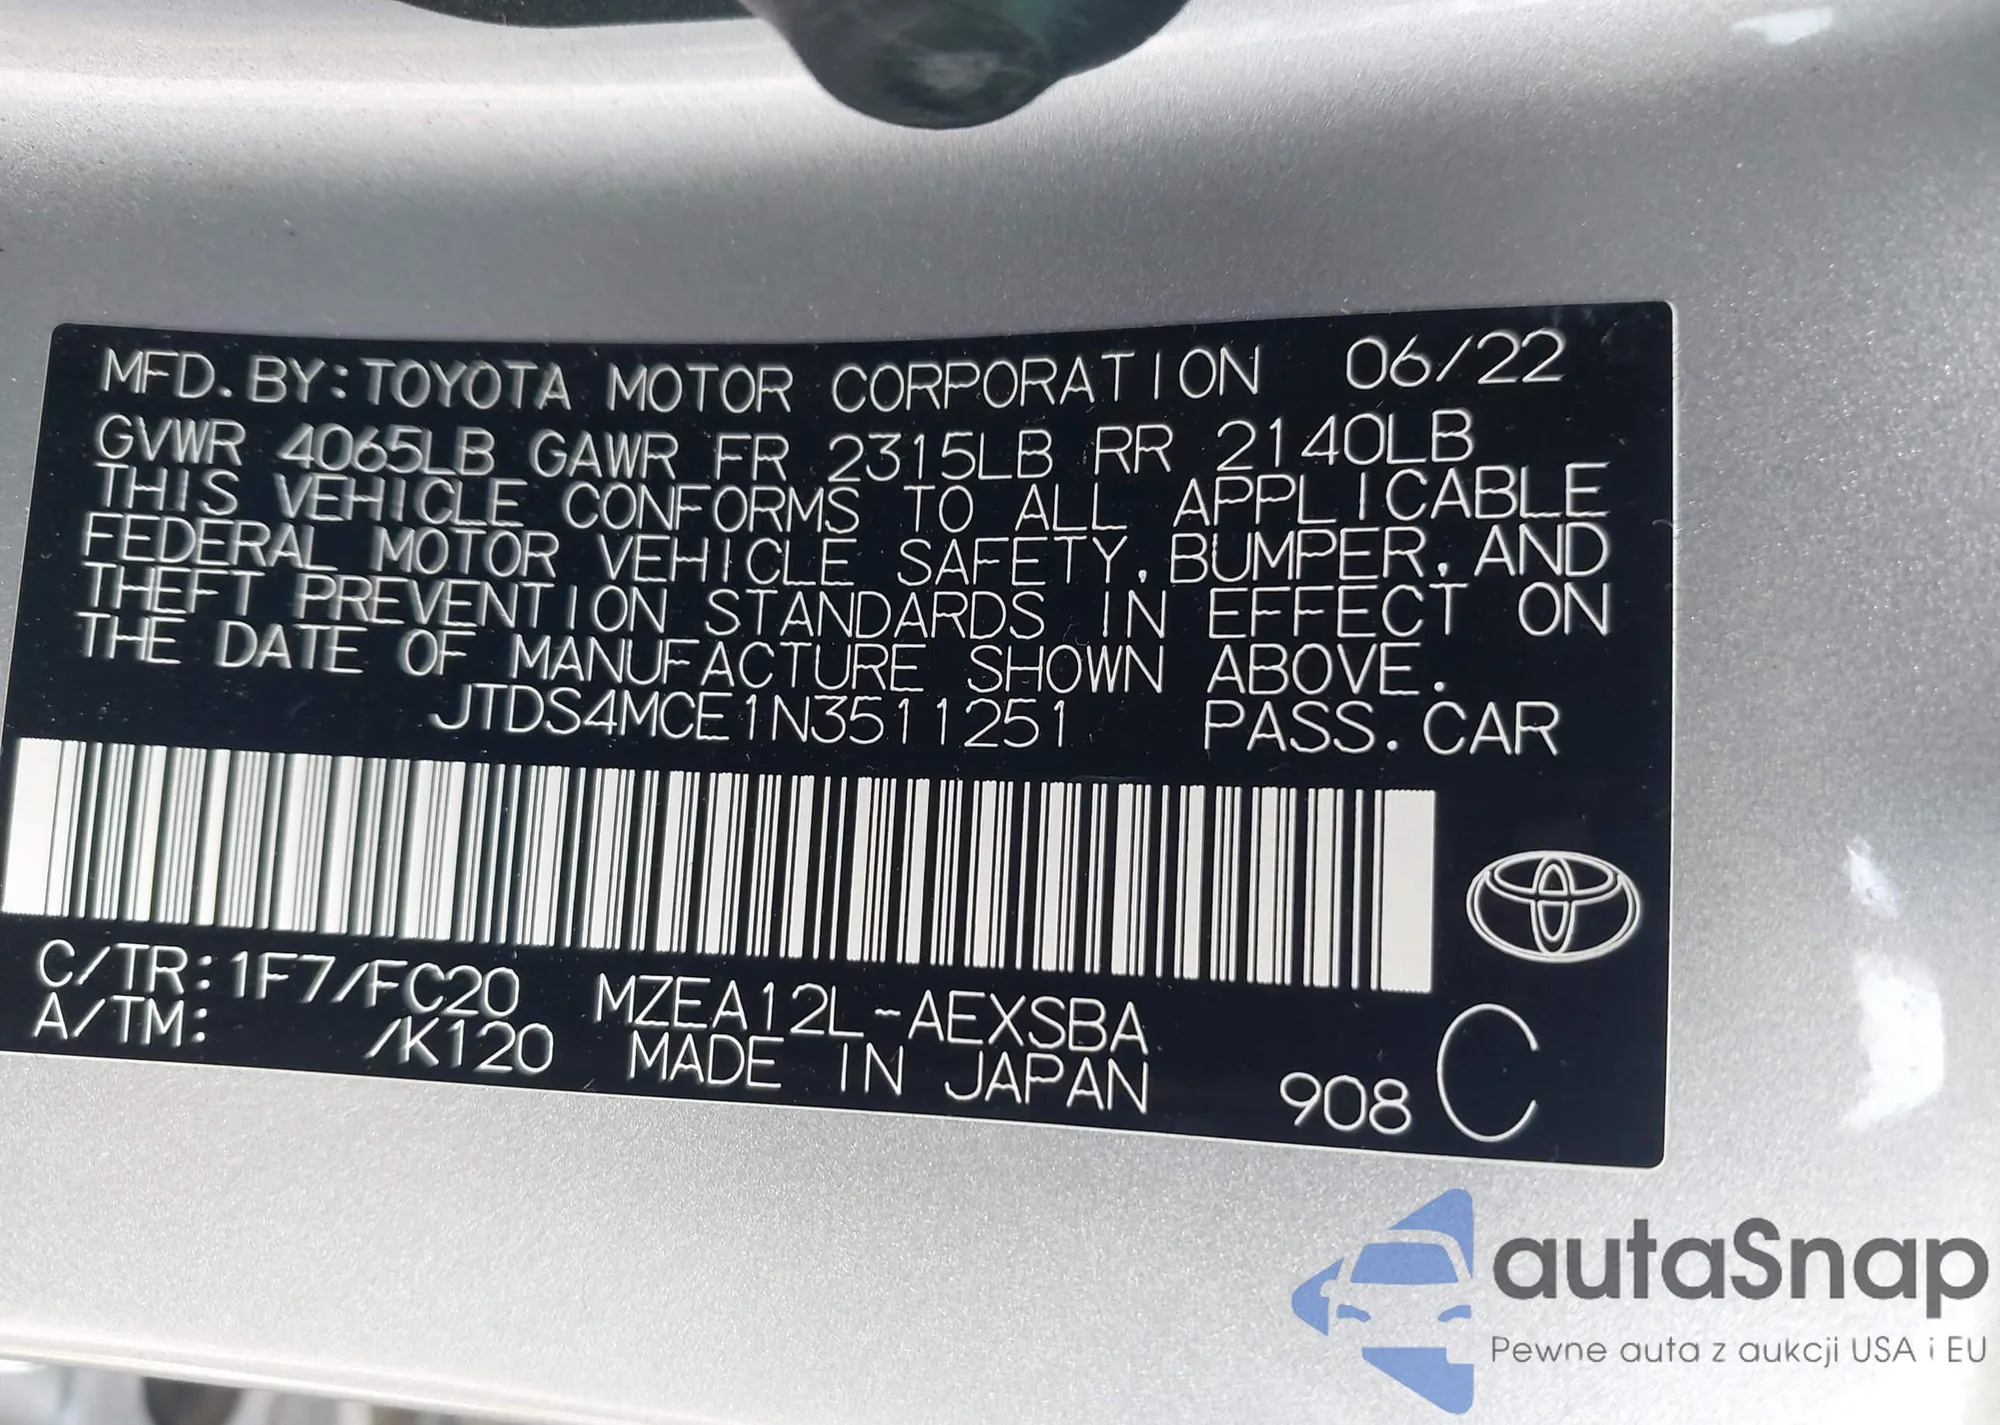 MFD. BY: TOYOTA MOTOR CORPORATION 06/22
GVWR 4065LB GAWR FR 2315LB RR 2140LB
THIS VEHICLE CONFORMS TO ALL APPLICABLE
FEDERAL MOTOR VEHICLE SAFETY, BUMPER, AND
THEFT PREVENTION STANDARDS IN EFFECT ON
THE DATE OF MANUFACTURE SHOWN ABOVE.
JTDS4MCE1N3511251 PASS. CAR
C/TR: 1F7/FC20 MZEA12L-AEXSBA
A/TM: /K120 MADE IN JAPAN
908 C
autaSnap
Pewne auta z aukcji USA i EU